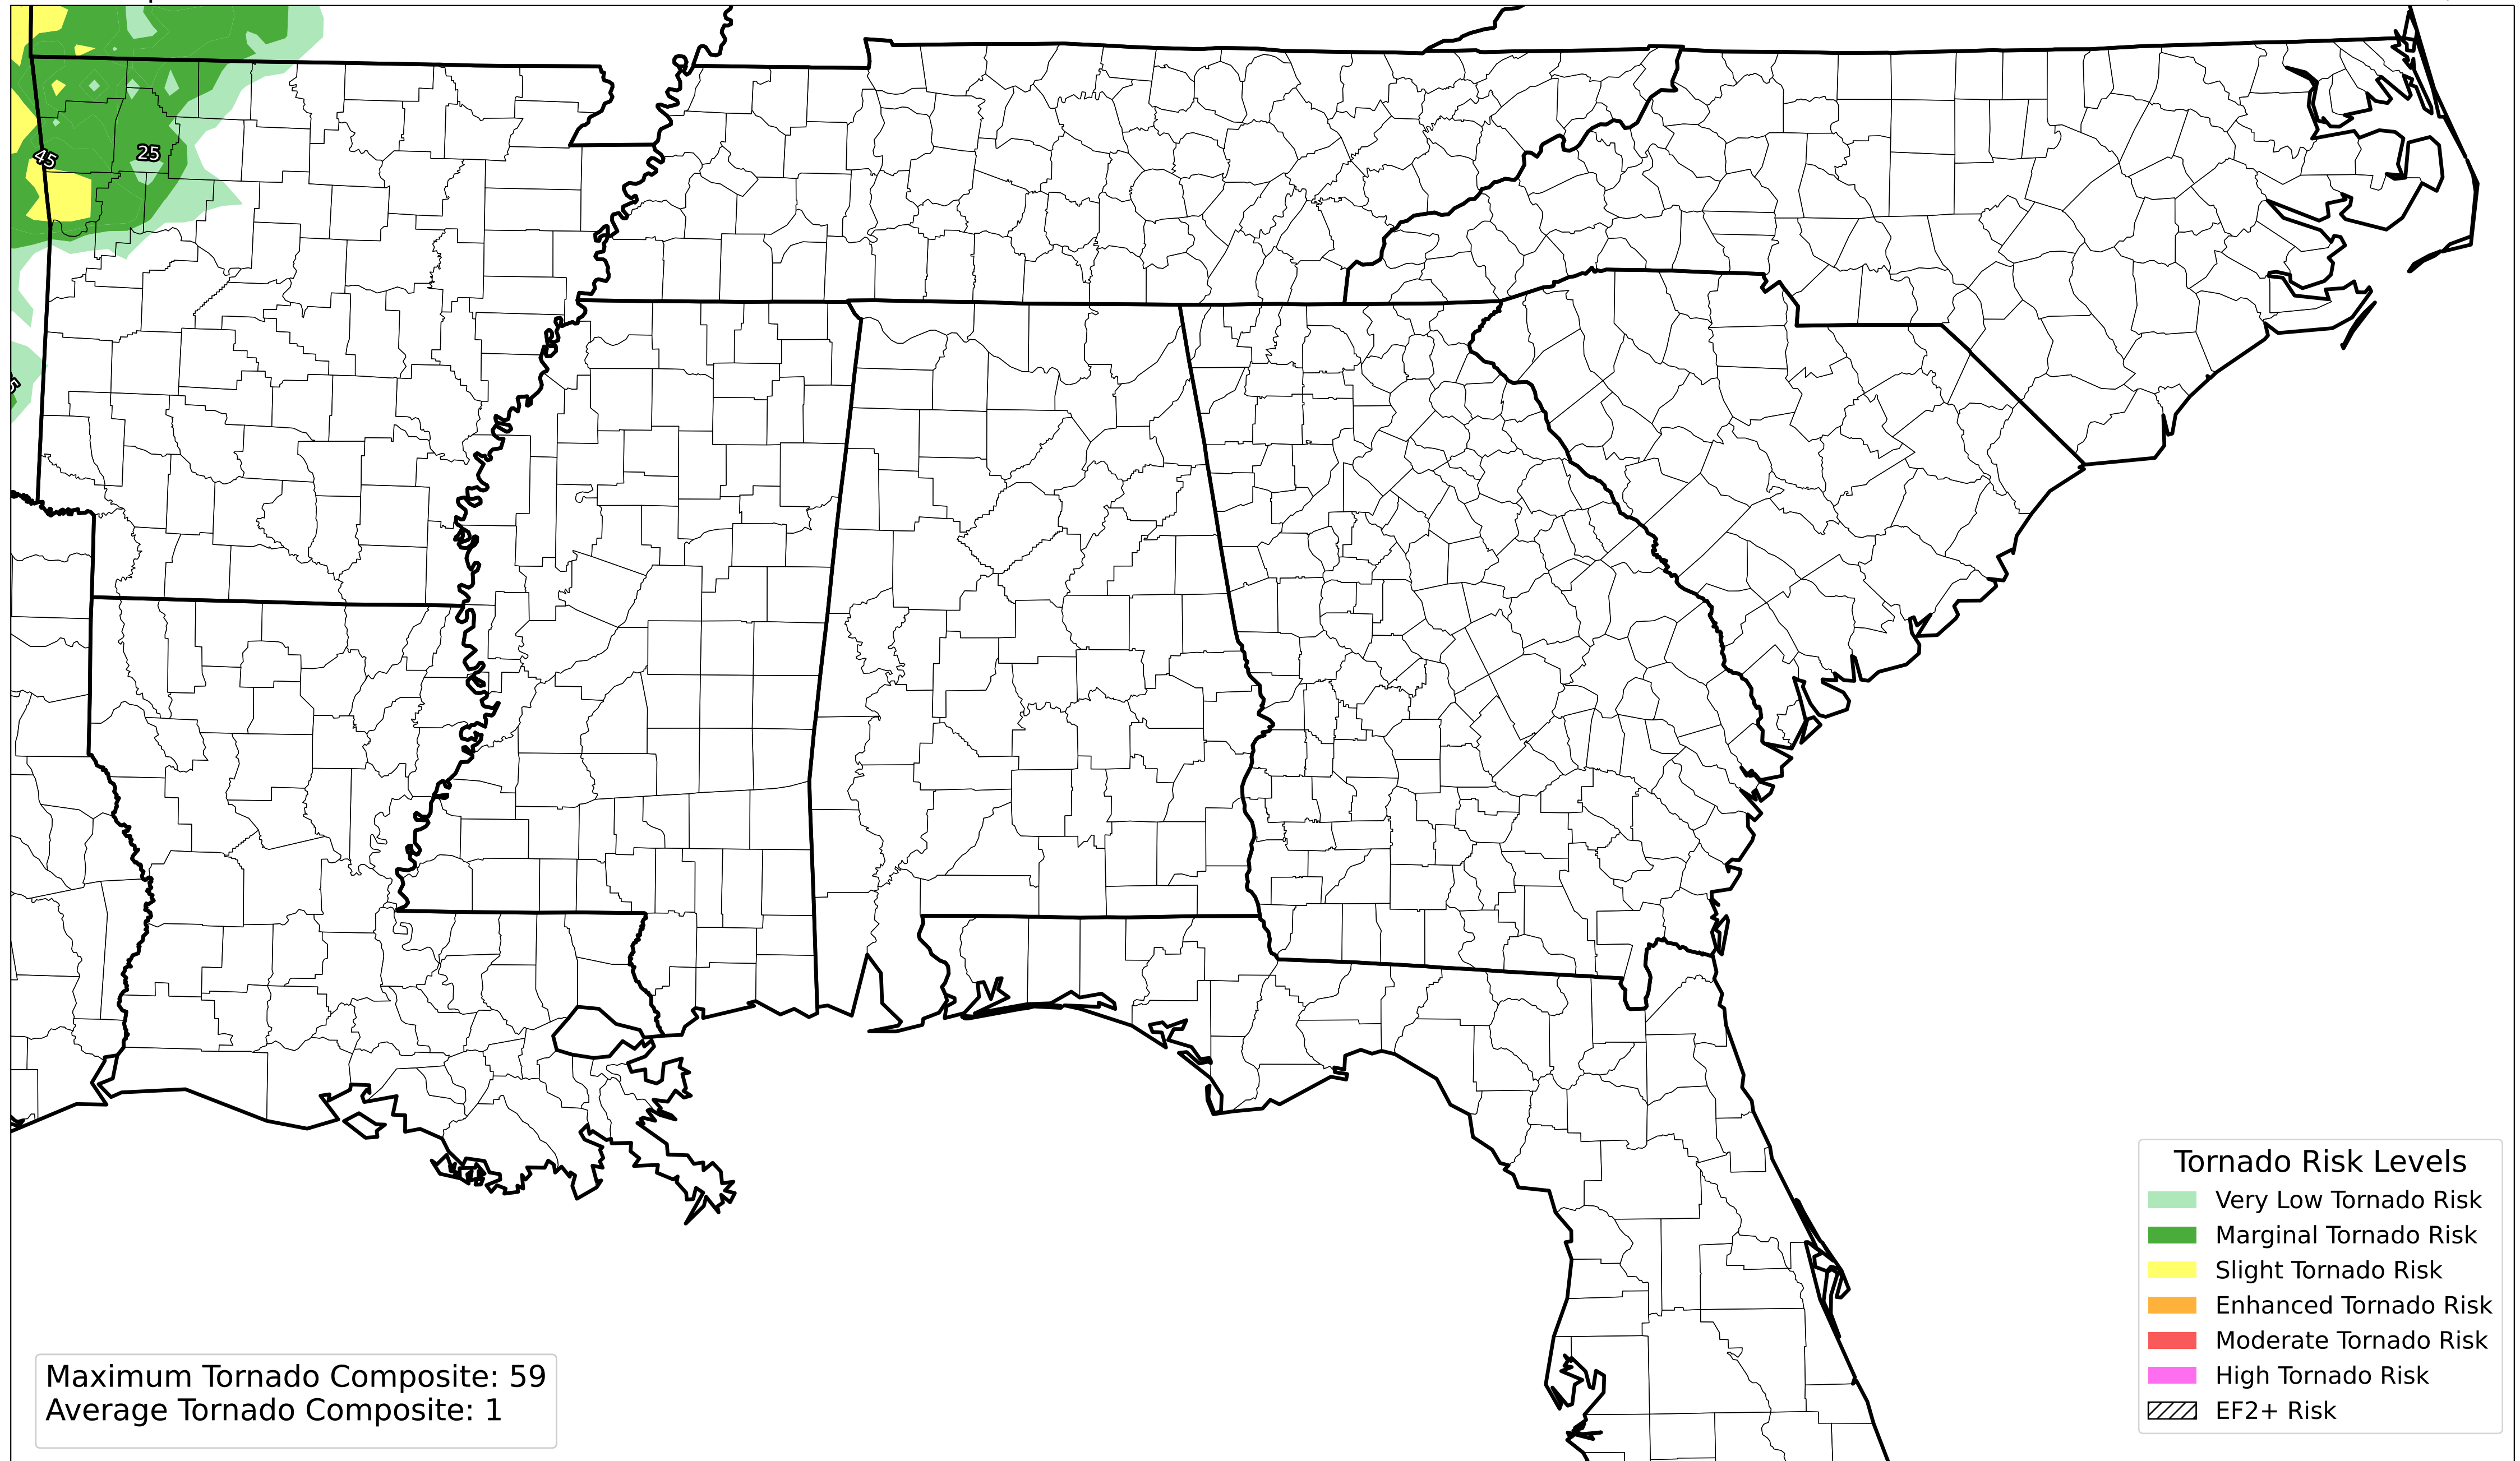 45
25
Tornado Risk Levels
Very Low Tornado Risk
Marginal Tornado Risk
Slight Tornado Risk
Enhanced Tornado Risk
Moderate Tornado Risk
High Tornado Risk
EF2+ Risk
Maximum Tornado Composite: 59
Average Tornado Composite: 1